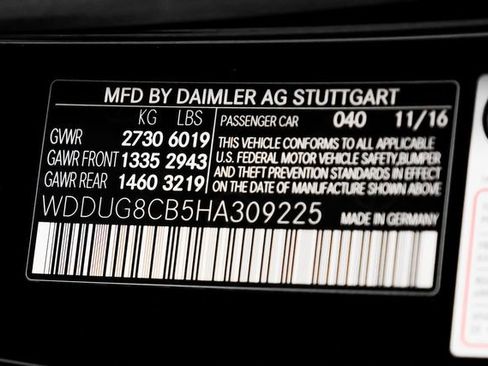 MFD BY DAIMLER AG STUTTGART
KG LBS
GVWR 2730 6019
GAWR FRONT 1335 2943
GAWR REAR 1460 3219
PASSENGER CAR 040 11/16
THIS VEHICLE CONFORMS TO ALL APPLICABLE
U.S. FEDERAL MOTOR VEHICLE SAFETY,BUMPER
AND THEFT PREVENTION STANDARDS IN EFFECT
ON THE DATE OF MANUFACTURE SHOWN ABOVE
WDDUG8CB5HA309225 MADE IN GERMANY